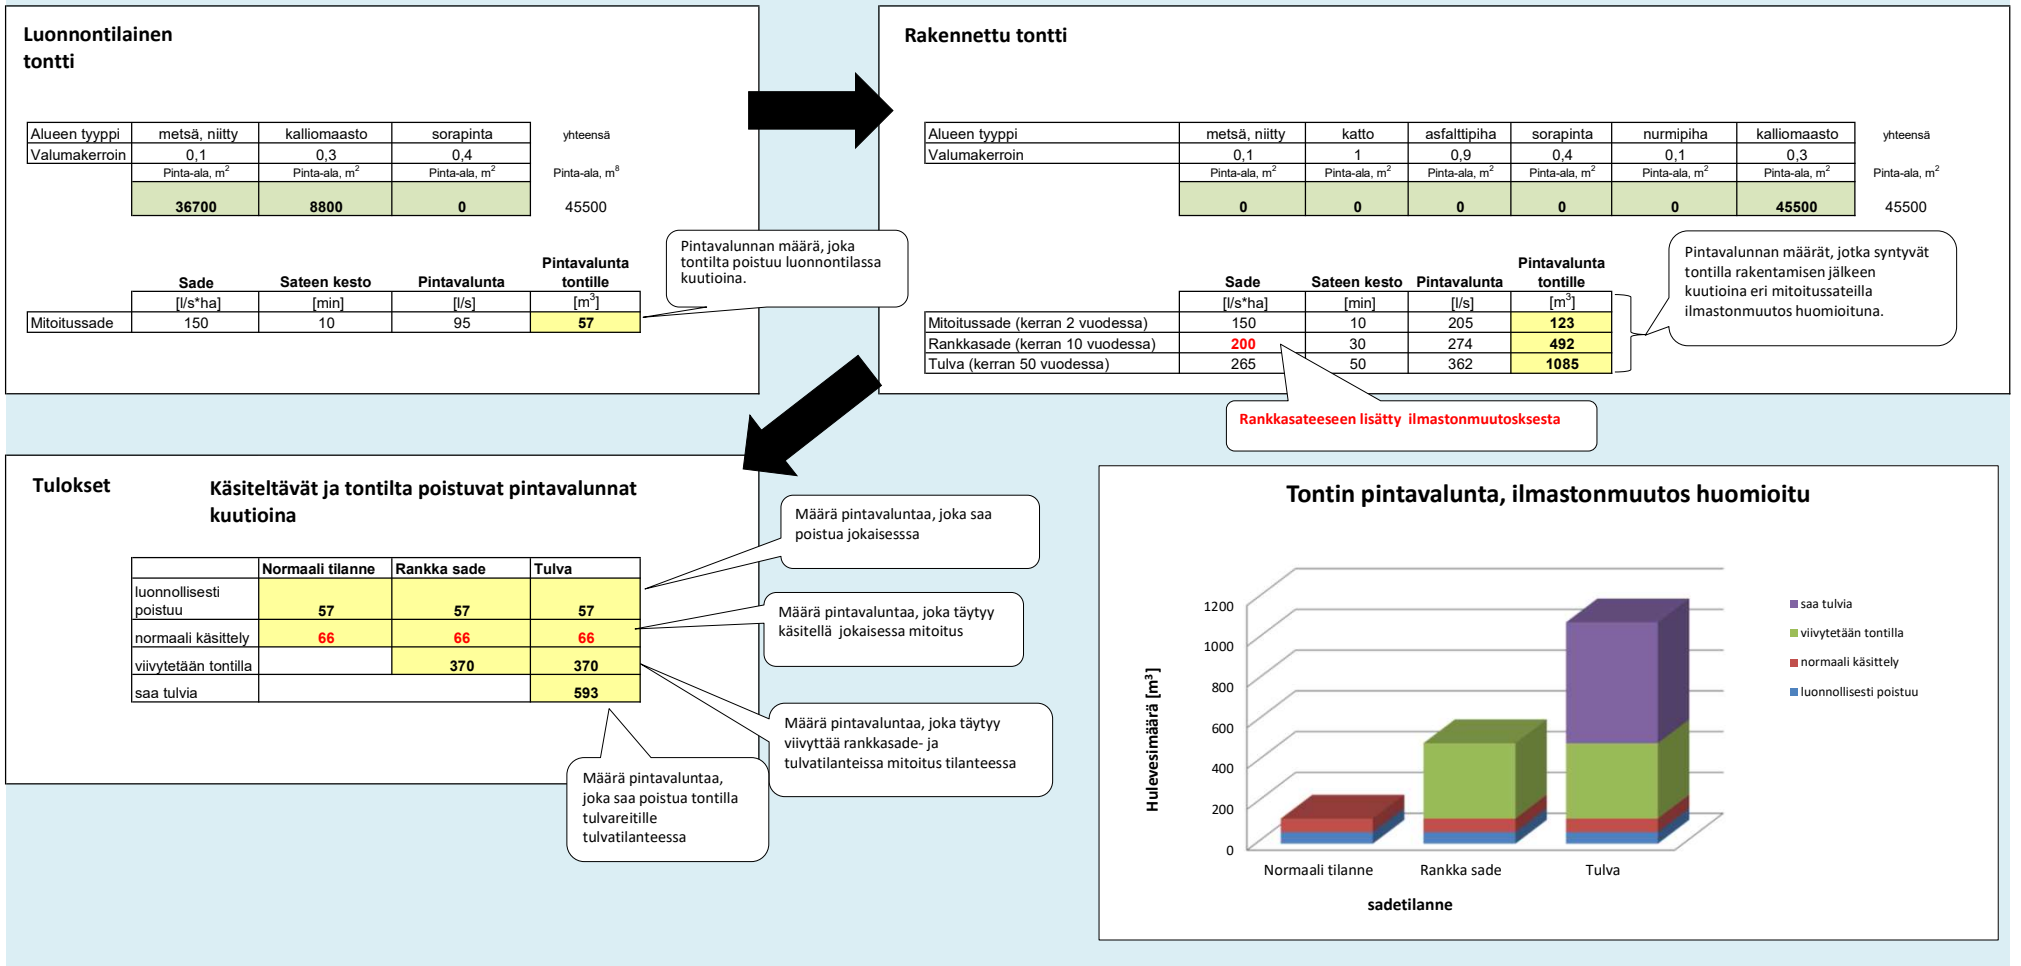 Luonnontilainen
tontti
Alueen tyyppi metsä, niitty kalliomaasto sorapinta yhteensä
Valumakerroin 0,1 0,3 0,4
Pinta-ala, m² Pinta-ala, m² Pinta-ala, m² Pinta-ala, m⁸
36700 8800 0 45500
Pintavalunta
Sade Sateen kesto Pintavalunta tontille
[l/s*ha] [min] [l/s] [m³]
Mitoitussade 150 10 95 57
Pintavalunnan määrä, joka
tontilta poistuu luonnontilassa
kuutioina.
Rakennettu tontti
Alueen tyyppi metsä, niitty katto asfalttipiha sorapinta nurmipiha kalliomaasto yhteensä
Valumakerroin 0,1 1 0,9 0,4 0,1 0,3
Pinta-ala, m² Pinta-ala, m² Pinta-ala, m² Pinta-ala, m² Pinta-ala, m² Pinta-ala, m² Pinta-ala, m²
0 0 0 0 0 45500 45500
Pintavalunta
Sade Sateen kesto Pintavalunta tontille
[l/s*ha] [min] [l/s] [m³]
Mitoitussade (kerran 2 vuodessa) 150 10 205 123
Rankkasade (kerran 10 vuodessa) 200 30 274 492
Tulva (kerran 50 vuodessa) 265 50 362 1085
Pintavalunnan määrät, jotka syntyvät
tontilla rakentamisen jälkeen
kuutioina eri mitoitussateilla
ilmastonmuutos huomioituna.
Rankkasateeseen lisätty ilmastonmuutosksesta
Tulokset
Käsiteltävät ja tontilta poistuvat pintavalunnat
kuutioina
Normaali tilanne Rankka sade Tulva
luonnollisesti
poistuu 57 57 57
normaali käsittely 66 66 66
viivytetään tontilla 370 370
saa tulvia 593
Määrä pintavaluntaa, joka saa
poistua jokaisesssa
Määrä pintavaluntaa, joka täytyy
käsitellä jokaisessa mitoitus
Määrä pintavaluntaa, joka täytyy
viivyttää rankkasade- ja
tulvatilanteissa mitoitus tilanteessa
Määrä pintavaluntaa,
joka saa poistua tontilla
tulvareitille
tulvatilanteessa
Tontin pintavalunta, ilmastonmuutos huomioitu
Hulevesimäärä [m³]
1200
1000
800
600
400
200
0
Normaali tilanne Rankka sade Tulva
sadetilanne
saa tulvia
viivytetään tontilla
normaali käsittely
luonnollisesti poistuu